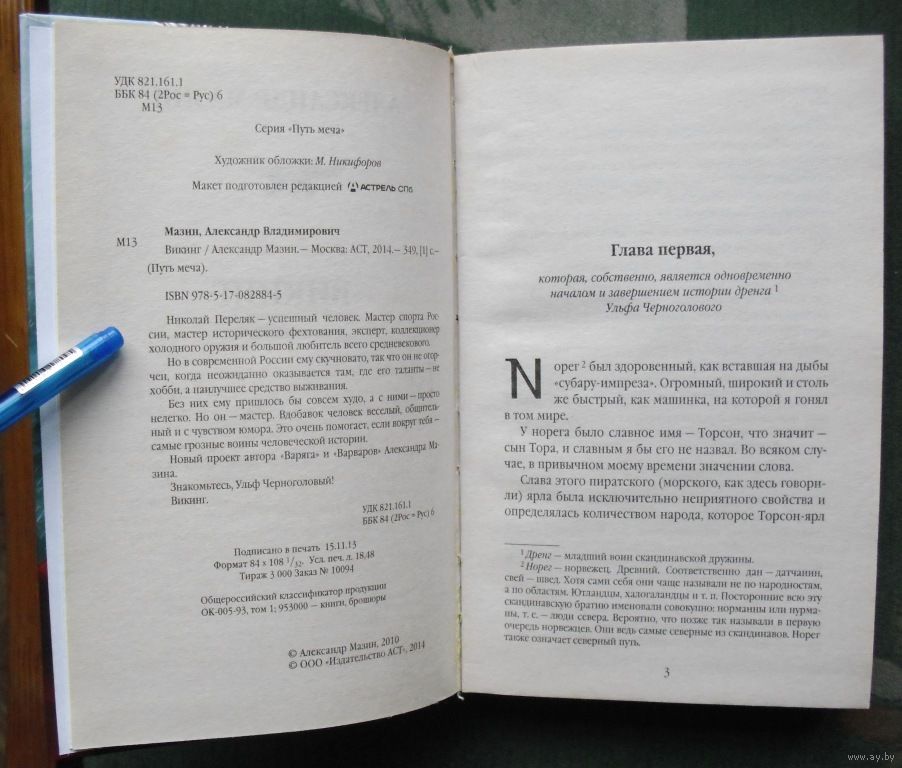 УДК 821.161.1
ББК 84 (2Рос = Рус) 6
М13
Серия «Путь меча»
Художник обложки: М. Никифоров
Макет подготовлен редакцией АСТРЕЛЬ СПб
Мазин, Александр Владимирович
М13 Викинг / Александр Мазин.— Москва: АСТ, 2014.— 349, [1] с.—
(Путь меча).
ISBN 978-5-17-082884-5
Николай Переляк — успешный человек. Мастер спорта Рос-
сии, мастер исторического фехтования, эксперт, коллекционер
холодного оружия и большой любитель всего средневекового.
Но в современной России ему скучновато, так что он не огор-
чен, когда неожиданно оказывается там, где его таланты — не
хобби, а наилучшее средство выживания.
Без них ему пришлось бы совсем худо, а с ними — просто
нелегко. Но он — мастер. Вдобавок человек веселый, общитель-
ный и с чувством юмора. Это очень помогает, если вокруг тебя —
самые грозные воины человеческой истории.
Новый проект автора «Варяга» и «Варваров» Александра Ма-
зина.
Знакомьтесь, Ульф Черноголовый!
Викинг.
УДК 821.161.1
ББК 84 (2Рос = Рус) 6
Подписано в печать 15.11.13
Формат 84 х 108 1/32. Усл. печ. л. 18,48
Тираж 3 000 Заказ № 10094
Общероссийский классификатор продукции
ОК-005-93, том 1; 953000 — книги, брошюры
© Александр Мазин, 2010
© ООО «Издательство АСТ», 2014
Глава первая,
которая, собственно, является одновременно
началом и завершением истории дренга 1
Ульфа Черноголового
Норег 2 был здоровенный, как вставшая на дыбы
«субару-импреза». Огромный, широкий и столь
же быстрый, как машинка, на которой я гонял
в том мире.
У норега было славное имя — Торсон, что значит —
сын Тора, и славным я бы его не назвал. Во всяком слу-
чае, в привычном моему времени значении слова.
Слава этого пиратского (морского, как здесь говори-
ли) ярла была исключительно неприятного свойства и
определялась количеством народа, которое Торсон-ярл
1 Дренг — младший воин скандинавской дружины.
2 Норег — норвежец. Древний. Соответственно дан — датчанин,
свей — швед. Хотя сами себя они чаще называли не по народностям,
а по областям. Ютландцы, халогаландцы и т. п. Посторонние всю эту
скандинавскую братию именовали совокупно: норманны или нурма-
ны, т. е. — люди севера. Вероятно, что позже так называли в первую
очередь норвежцев. Они ведь самые северные из скандинавов. Норег
также означает северный путь.
3
www.ay.by